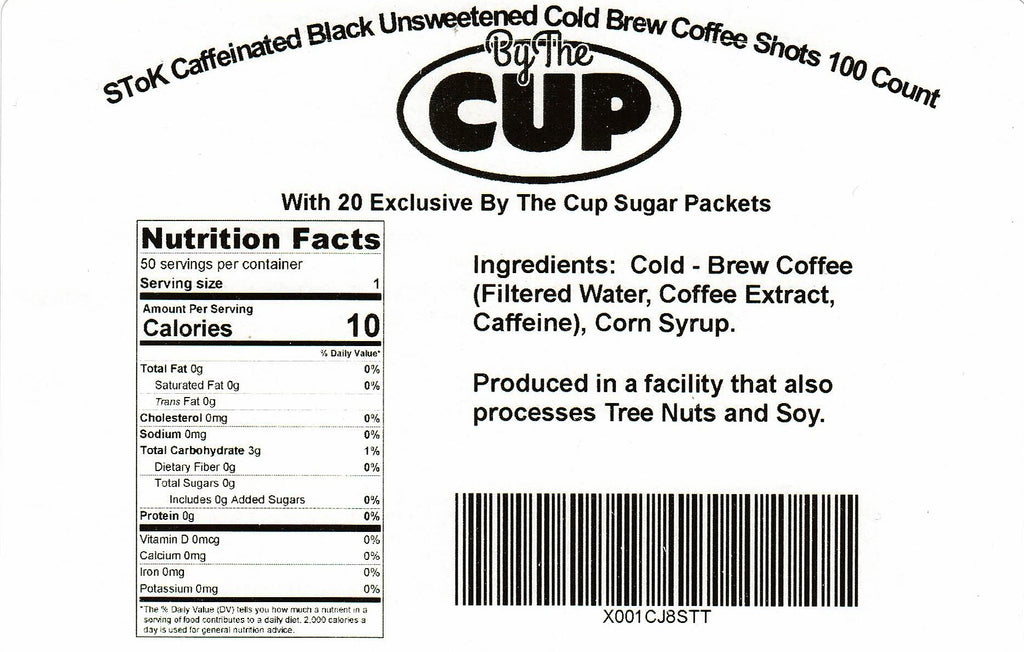 SToK Caffeinated Black Unsweetened Cold Brew Coffee Shots 100 Count
By The
CUP
With 20 Exclusive By The Cup Sugar Packets
Nutrition Facts
50 servings per container
Serving size 1
Amount Per Serving
Calories 10
% Daily Value*
Total Fat 0g 0%
Saturated Fat 0g 0%
Trans Fat 0g
Cholesterol 0mg 0%
Sodium 0mg 0%
Total Carbohydrate 3g 1%
Dietary Fiber 0g 0%
Total Sugars 0g
Includes 0g Added Sugars 0%
Protein 0g 0%
Vitamin D 0mcg 0%
Calcium 0mg 0%
Iron 0mg 0%
Potassium 0mg 0%
*The % Daily Value (DV) tells you how much a nutrient in a
serving of food contributes to a daily diet. 2,000 calories a
day is used for general nutrition advice.
Ingredients: Cold - Brew Coffee
(Filtered Water, Coffee Extract,
Caffeine), Corn Syrup.
Produced in a facility that also
processes Tree Nuts and Soy.
X001CJ8STT